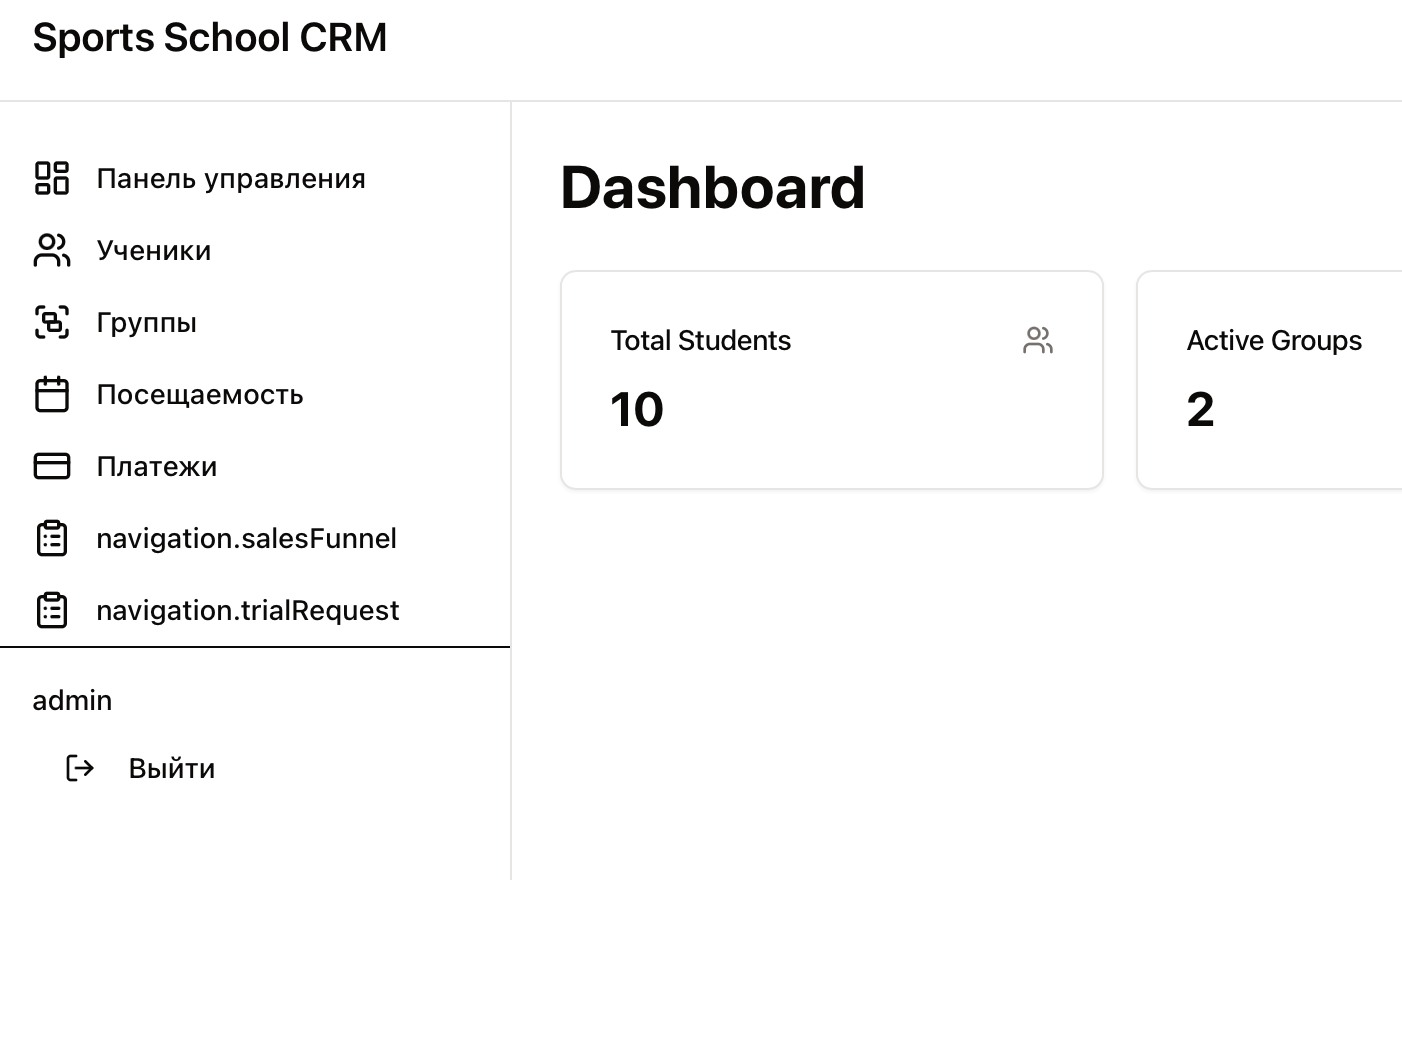 Sports School CRM
Панель управления
Ученики
Группы
Посещаемость
Платежи
navigation.salesFunnel
navigation.trialRequest
admin
Выйти
Dashboard
Total Students
10
Active Groups
2